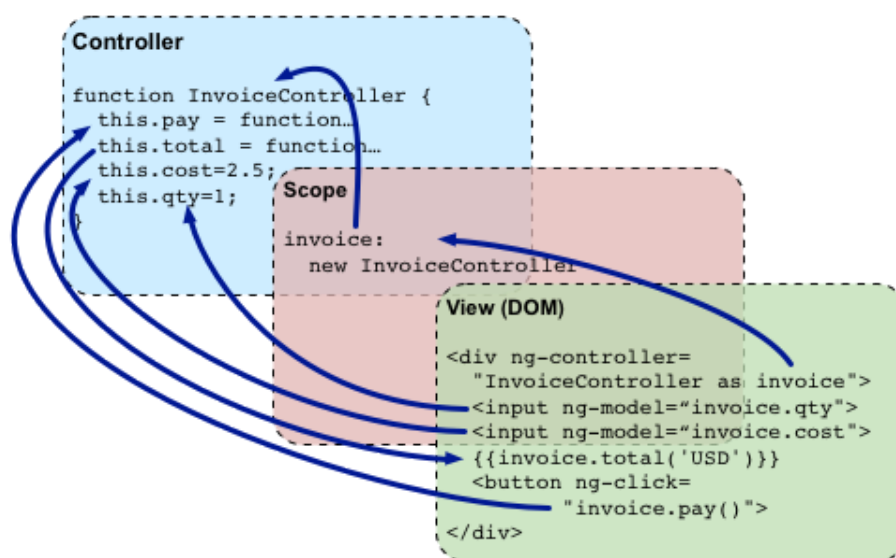 Controller
function InvoiceController {
this.pay = function…
this.total = function…
this.cost=2.5;
this.qty=1;
}
Scope
invoice:
new InvoiceController
View (DOM)
<div ng-controller=
"InvoiceController as invoice">
<input ng-model=“invoice.qty">
<input ng-model=“invoice.cost">
{{invoice.total('USD')}}
<button ng-click=
"invoice.pay()">
</div>